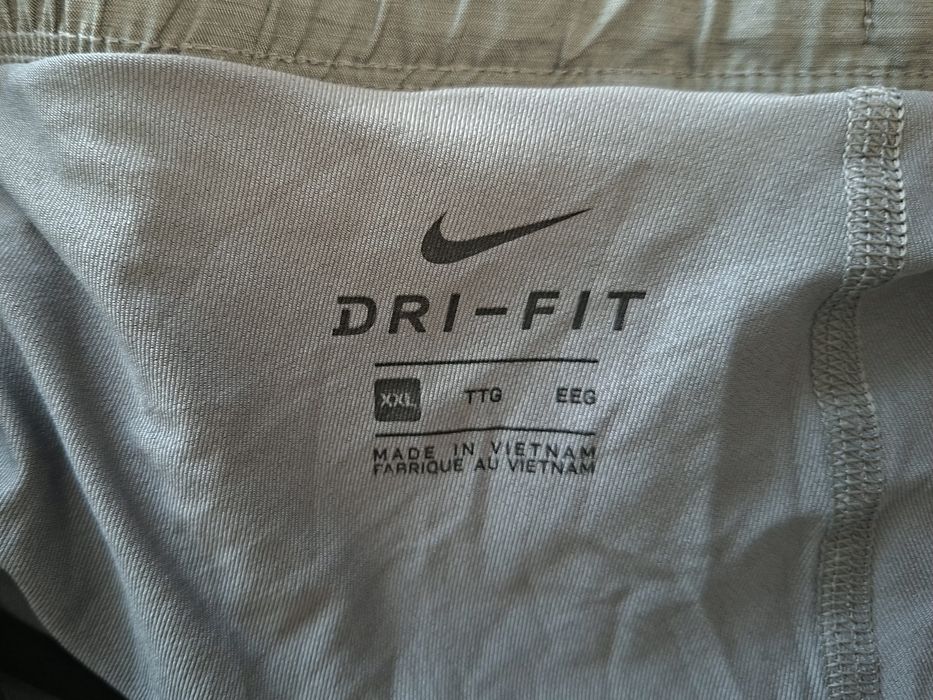 DRI-FIT
XXL TTG EEG
MADE IN VIETNAM
FABRIQUE AU VIETNAM